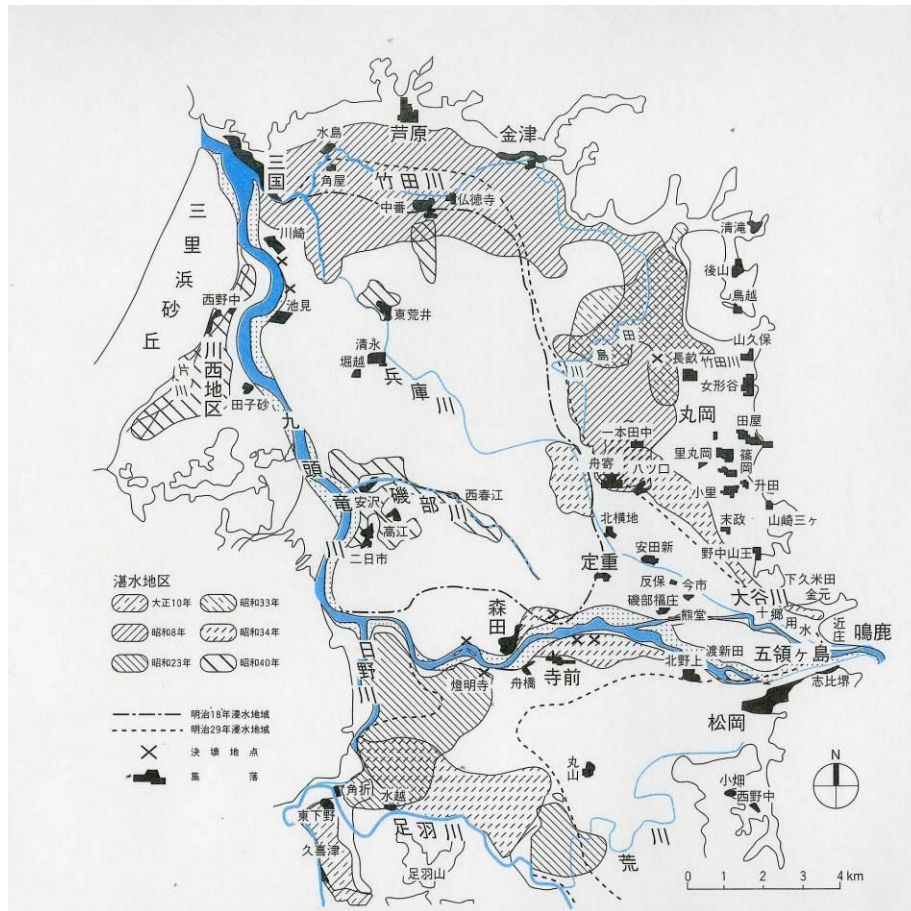 芦原
金津
水島
三国
角屋
竹田川
仏徳寺
中番
清滝
川崎
後山
三里浜砂丘
鳥越
西野中
池見
東荒井
島田川
山久保
長畝
竹田川
清永
堀越
兵庫川
女形谷
川西地区
丸岡
田子砂
九頭竜川
一本田中
田屋
里丸岡
篠岡
舟寄
八ツ口
安沢
磯部川
西春江
小里
升田
高江
北横地
末政
山崎三ヶ
二日市
安田新
野中山王
定重
湛水地区
反保
今市
大谷川
下久米田
金元
大正10年
昭和33年
磯部福庄
熊堂
十郷用水
近庄
鳴鹿
昭和8年
昭和34年
森田
渡新田
五領ヶ島
昭和23年
昭和40年
日野川
北野上
志比堺
燈明寺
舟橋
寺前
松岡
明治18年浸水地域
明治29年浸水地域
決壊地点
丸山
N
集落
小畑
西野中
角折
水越
東下野
足羽川
荒川
久喜津
足羽山
0 1 2 3 4 km